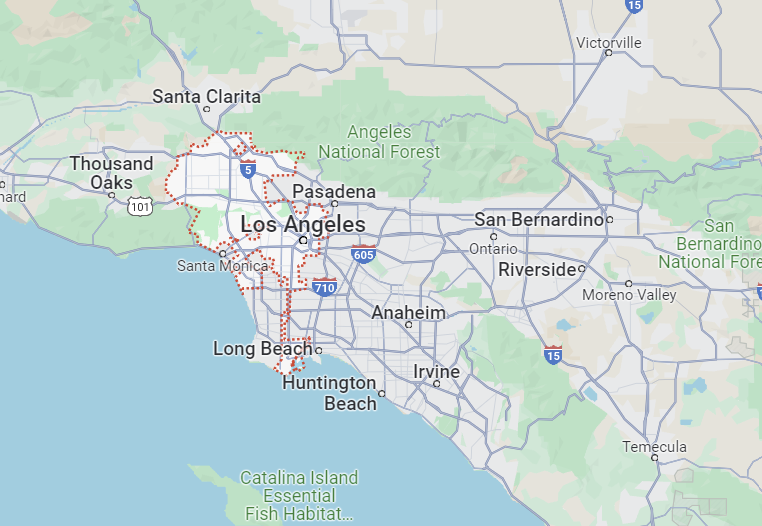 15
Victorville
Santa Clarita
Angeles
National Forest
Thousand
Oaks
5
Pasadena
101
nard
Los Angeles
San Bernardino
San
Bernardino
National Fore
Ontario
605
Santa Monica
Riverside
710
Moreno Valley
Anaheim
Long Beach
15
Irvine
Huntington
Beach
Temecula
Catalina Island
Essential
Fish Habitat...